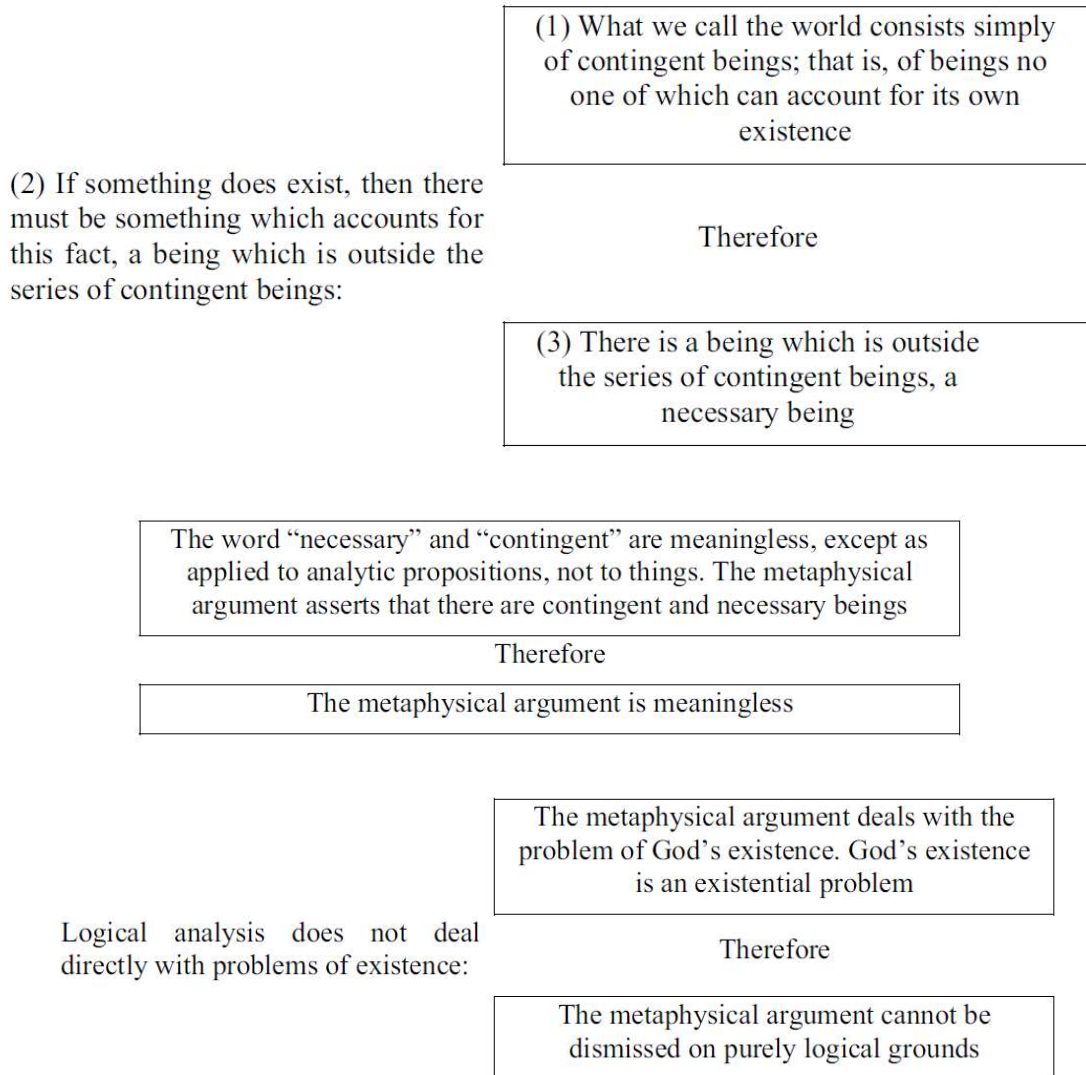 (1) What we call the world consists simply
of contingent beings; that is, of beings no
one of which can account for its own
existence
(2) If something does exist, then there
must be something which accounts for
this fact, a being which is outside the
series of contingent beings:
Therefore
(3) There is a being which is outside
the series of contingent beings, a
necessary being
The word “necessary” and “contingent” are meaningless, except as
applied to analytic propositions, not to things. The metaphysical
argument asserts that there are contingent and necessary beings
Therefore
The metaphysical argument is meaningless
The metaphysical argument deals with the
problem of God’s existence. God’s existence
is an existential problem
Logical analysis does not deal
directly with problems of existence:
Therefore
The metaphysical argument cannot be
dismissed on purely logical grounds